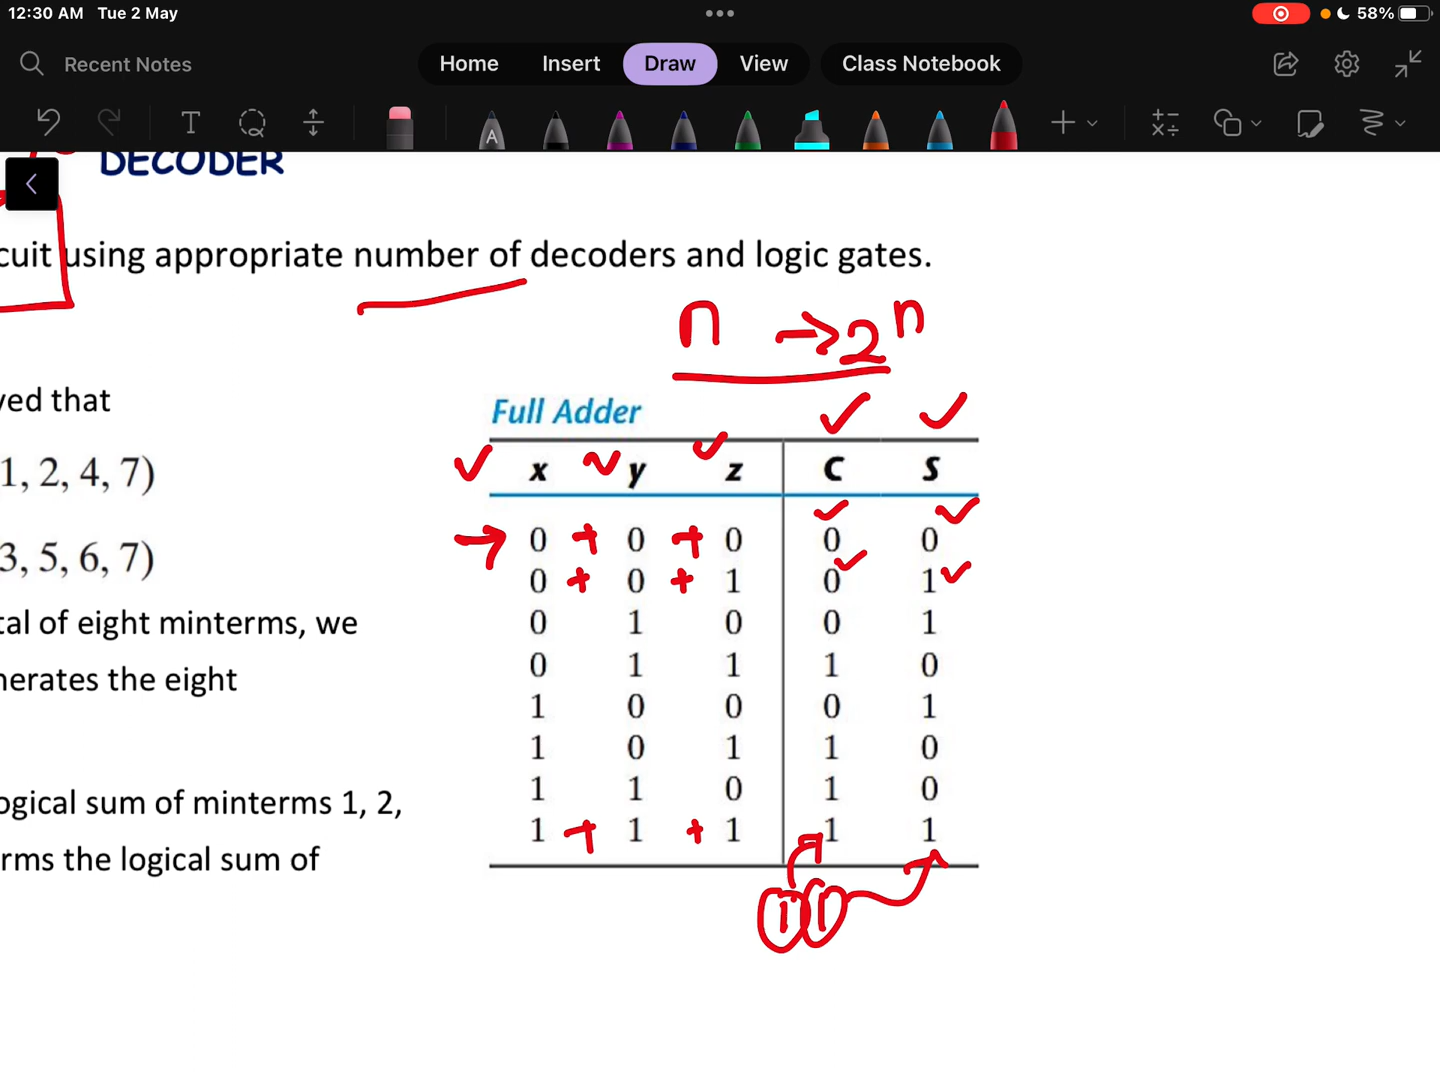 12:30 AM Tue 2 May
58%
Recent Notes
Home Insert Draw View Class Notebook
T A
DECODER
cuit using appropriate number of decoders and logic gates.
n → 2ⁿ
ved that
Full Adder
x y z C S
1, 2, 4, 7)
0 + 0 + 0 0 0
3, 5, 6, 7)
0 + 0 + 1 0 1
tal of eight minterms, we
0 1 0 0 1
0 1 1 1 0
nerates the eight
1 0 0 0 1
1 0 1 1 0
1 1 0 1 0
ogical sum of minterms 1, 2,
1 + 1 + 1 1 1
rms the logical sum of
1 1